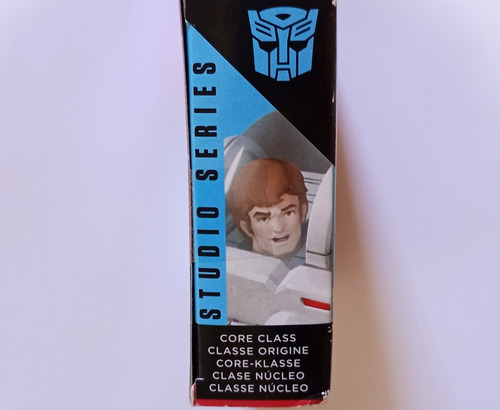 STUDIO SERIES
CORE CLASS
CLASSE ORIGINE
CORE-KLASSE
CLASE NÚCLEO
CLASSE NÚCLEO